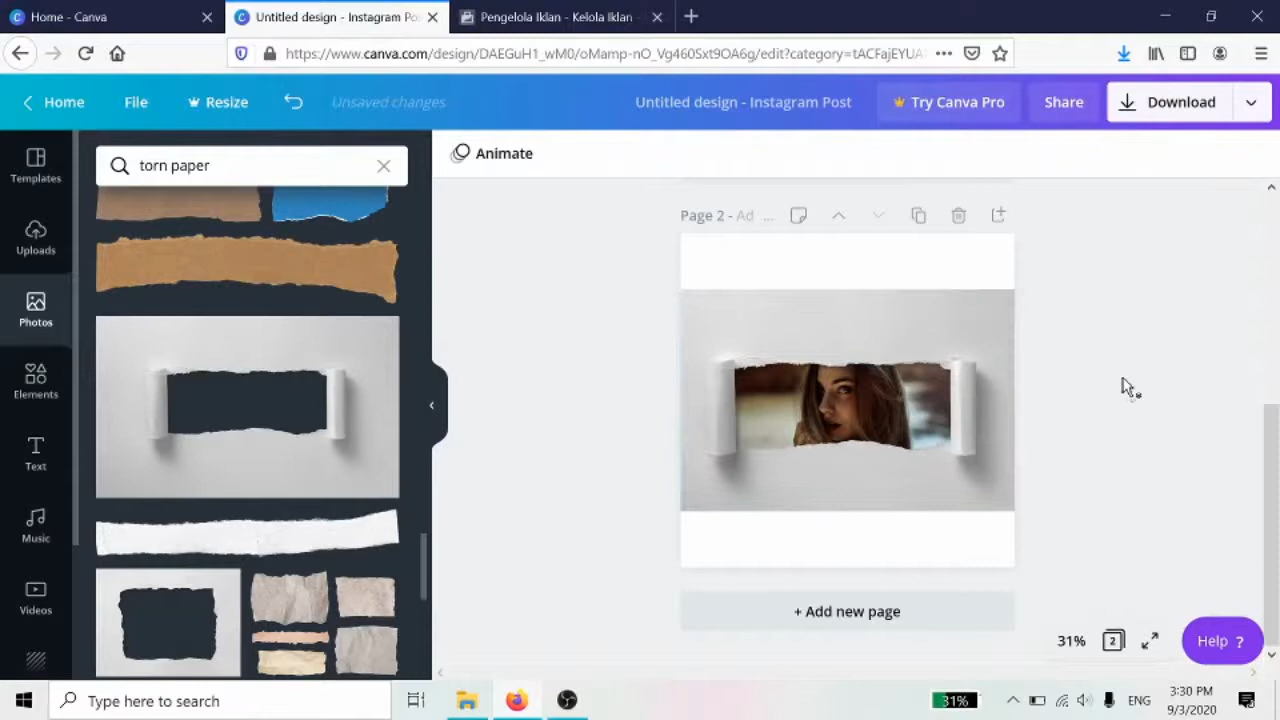 Home - Canva
Untitled design - Instagram Pos
Pengelola Iklan - Kelola Iklan -
https://www.canva.com/design/DAEGuH1_wM0/oMamp-nO_Vg460Sxt9OA6g/edit?category=tACFajEYUA
Home
File
Resize
Unsaved changes
Untitled design - Instagram Post
Try Canva Pro
Share
Download
Templates
Uploads
Photos
Elements
Text
Music
Videos
torn paper
Animate
Page 2 - Ad ...
+ Add new page
31%
2
Help ?
Type here to search
31%
ENG
3:30 PM
9/3/2020